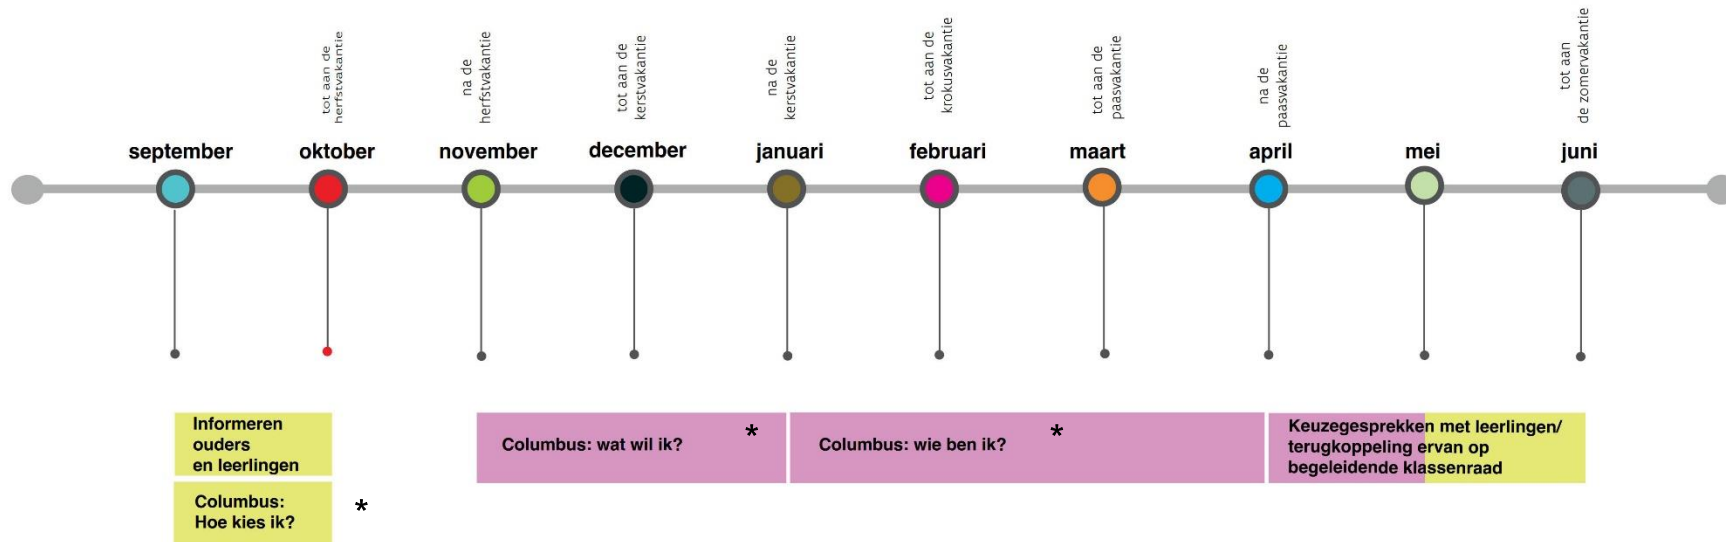 tot aan de
herfstvakantie
na de
herfstvakantie
tot aan de
kerstvakantie
na de
kerstvakantie
tot aan de
krokusvakantie
tot aan de
paasvakantie
na de
paasvakantie
tot aan
de zomervakantie
september
oktober
november
december
januari
februari
maart
april
mei
juni
Informeren
ouders
en leerlingen
Columbus:
Hoe kies ik?
*
Columbus: wat wil ik? *
Columbus: wie ben ik? *
Keuzegesprekken met leerlingen/
terugkoppeling ervan op
begeleidende klassenraad